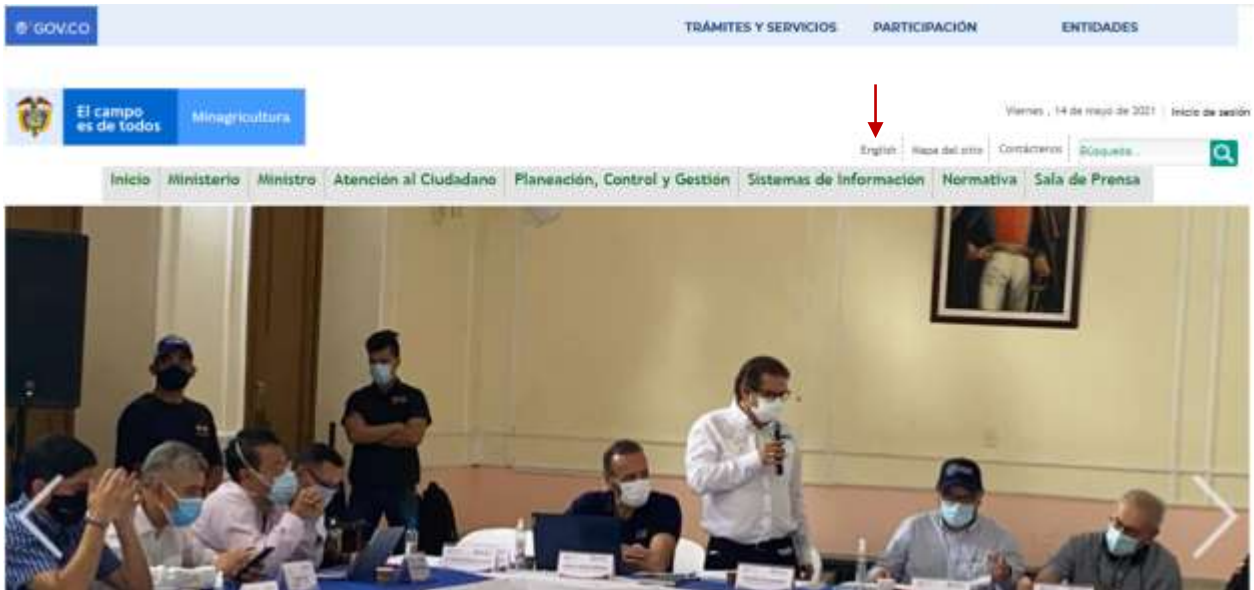 GOV.CO
TRÁMITES Y SERVICIOS PARTICIPACIÓN ENTIDADES
El campo
es de todos
Minagricultura
Viernes , 14 de mayo de 2021 Inicio de sesión
English Mapa del sitio Contáctenos Búsqueda...
Inicio Ministerio Ministro Atención al Ciudadano Planeación, Control y Gestión Sistemas de Información Normativa Sala de Prensa